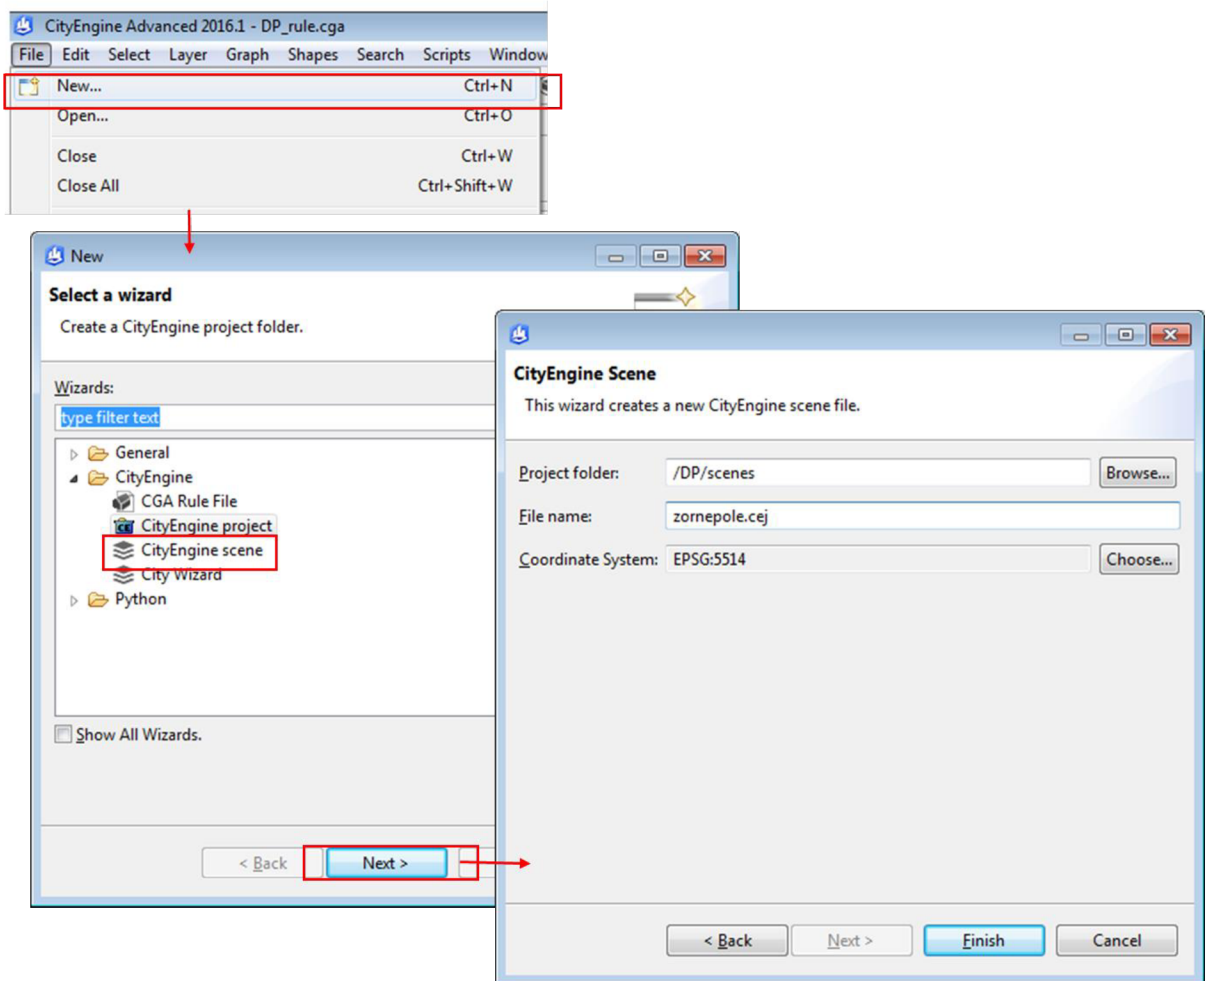 CityEngine Advanced 2016.1 - DP_rule.cga
File Edit Select Layer Graph Shapes Search Scripts Window
New... Ctrl+N
Open... Ctrl+O
Close Ctrl+W
Close All Ctrl+Shift+W
New
Select a wizard
Create a CityEngine project folder.
Wizards:
type filter text
General
CityEngine
CGA Rule File
CityEngine project
CityEngine scene
City Wizard
Python
Show All Wizards.
< Back Next >
CityEngine Scene
This wizard creates a new CityEngine scene file.
Project folder: /DP/scenes Browse...
File name: zornepole.cej
Coordinate System: EPSG:5514 Choose...
< Back Next > Finish Cancel